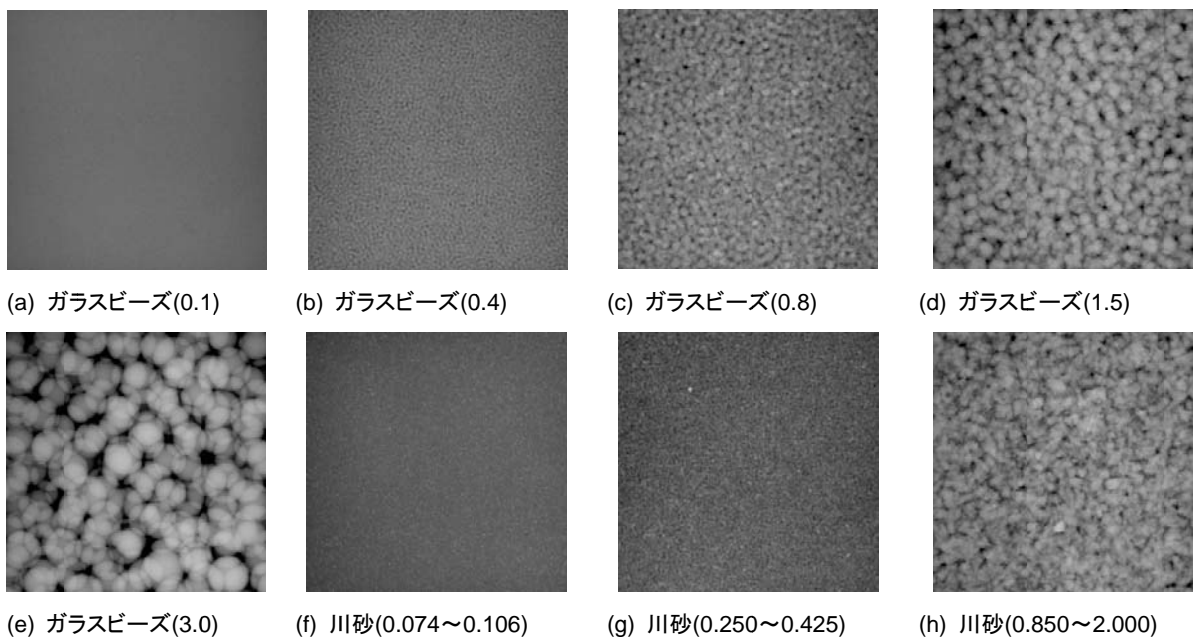 (a) ガラスビーズ(0.1)
(b) ガラスビーズ(0.4)
(c) ガラスビーズ(0.8)
(d) ガラスビーズ(1.5)
(e) ガラスビーズ(3.0)
(f) 川砂(0.074～0.106)
(g) 川砂(0.250～0.425)
(h) 川砂(0.850～2.000)